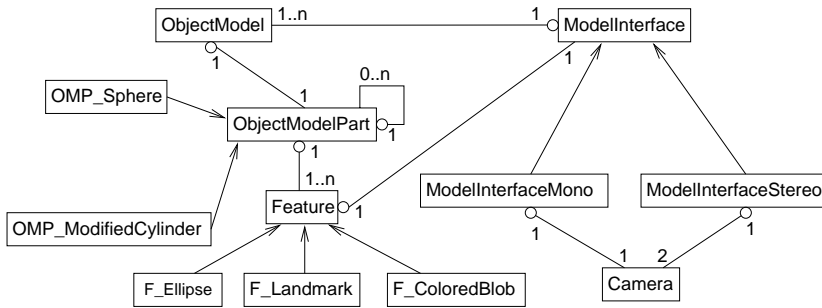 ObjectModel
1..n
1
ModelInterface
1
1
0..n
OMP_Sphere
1
ObjectModelPart
1
1
1..n
ModelInterfaceMono
ModelInterfaceStereo
Feature
1
OMP_ModifiedCylinder
1
1
1
2
F_Ellipse
F_Landmark
F_ColoredBlob
Camera